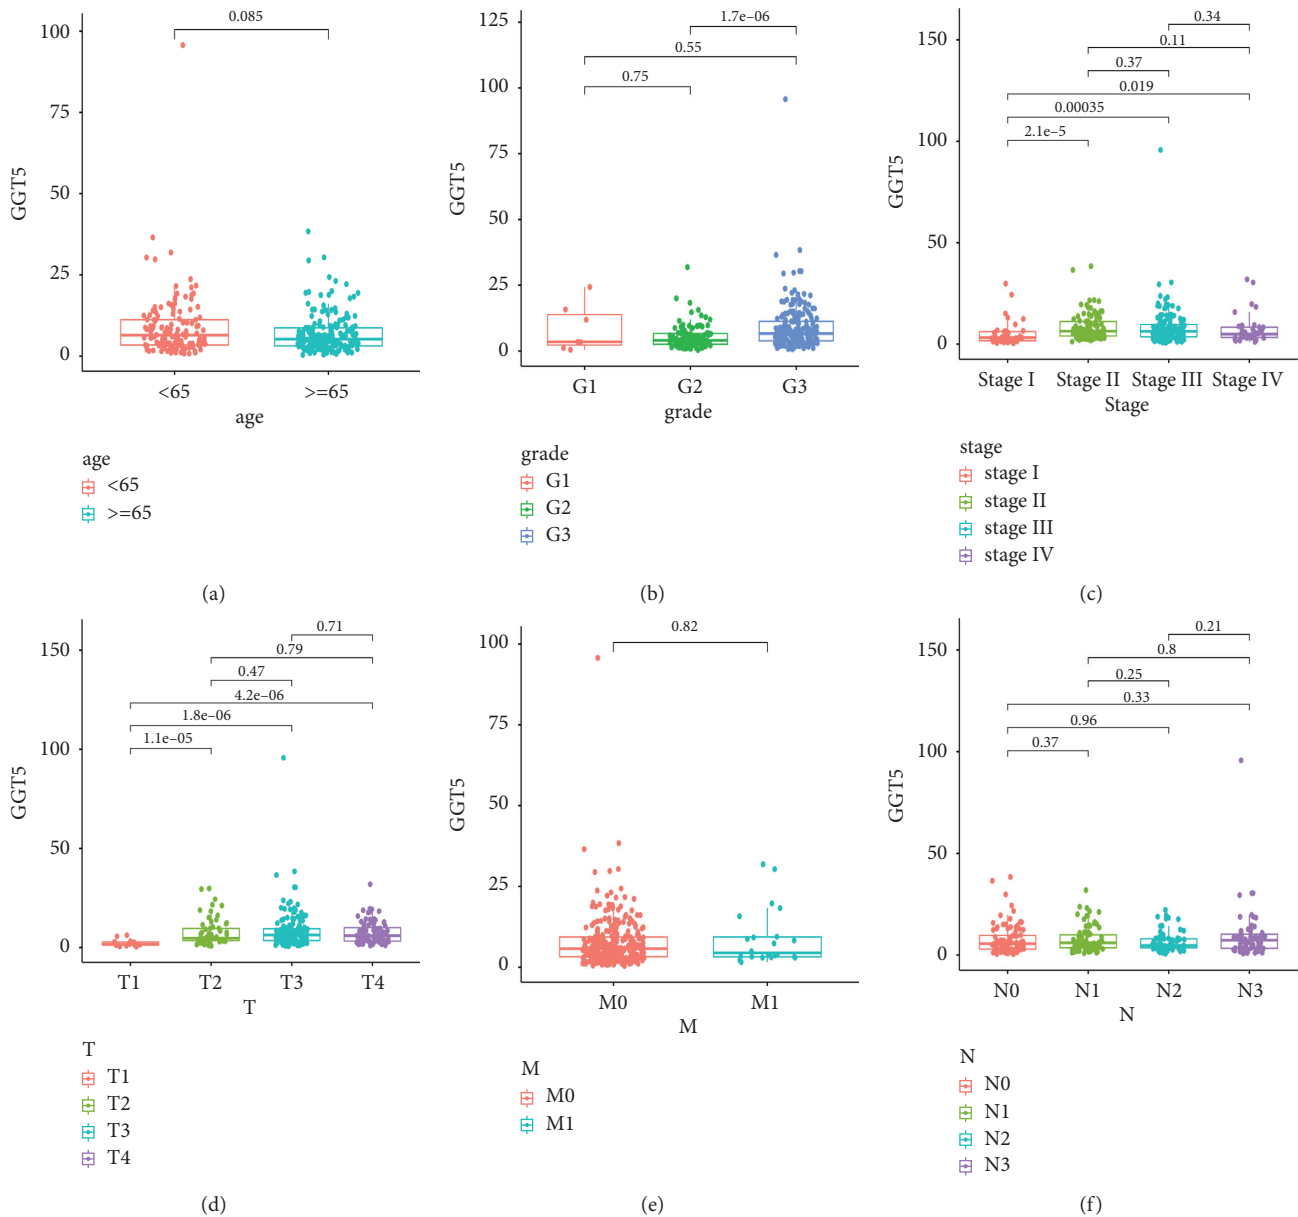 0.085
100
75
50
25
0
GGT5
<65
>=65
age
age
<65
>=65
(a)
1.7e–06
0.55
0.75
125
100
75
50
25
0
GGT5
G1
G2
G3
grade
grade
G1
G2
G3
(b)
0.34
0.11
0.37
0.019
0.00035
2.1e–5
150
100
50
0
GGT5
Stage I
Stage II
Stage III
Stage IV
Stage
stage
stage I
stage II
stage III
stage IV
(c)
0.71
0.79
0.47
4.2e–06
1.8e–06
1.1e–05
150
100
50
0
GGT5
T1
T2
T3
T4
T
T
T1
T2
T3
T4
(d)
0.82
100
75
50
25
0
GGT5
M0
M1
M
M
M0
M1
(e)
0.21
0.8
0.25
0.33
0.96
0.37
150
100
50
0
GGT5
N0
N1
N2
N3
N
N
N0
N1
N2
N3
(f)